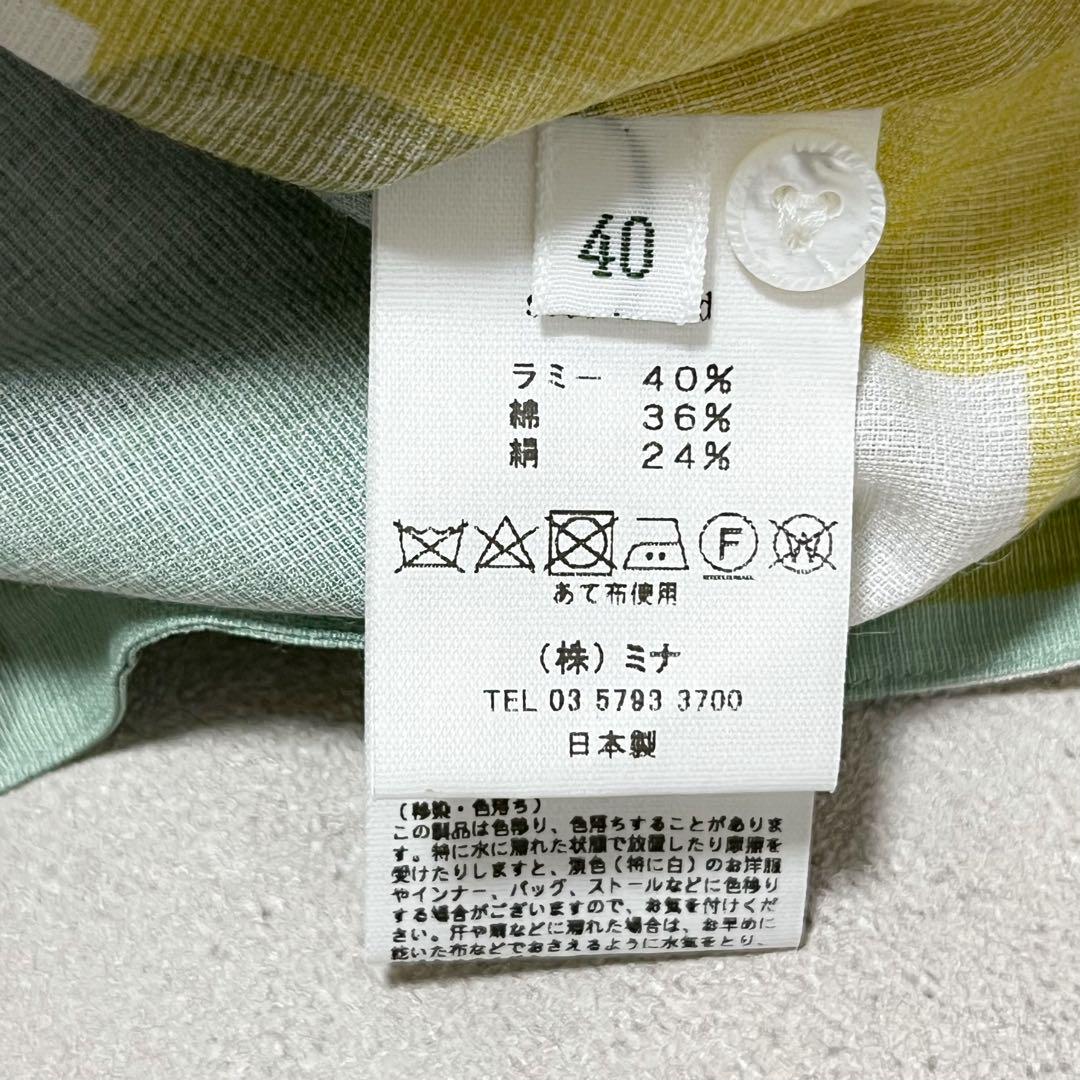 40
ラミー 40%
棉 36%
絹 24%
F
W
あて布使用
(株)ミナ
TEL 03 5793 3700
日本製
(移染・色落ち)
この製品は色移り、色落ちすることがありま
す。特に水に濡れた状態で放置したり摩擦を
受けたりしますと、淡色(特に白)のお洋服
やインナー、バッグ、ストールなどに色移り
する場合がございますので、お気を付けくだ
さい。汗や雨などに濡れた場合は、お早めに
乾いた布などでおさえるように水気をとり、